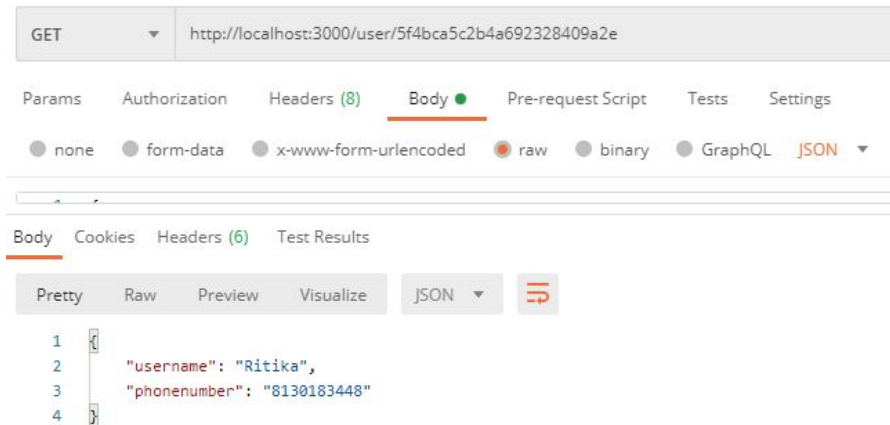 GET http://localhost:3000/user/5f4bca5c2b4a692328409a2e
Params Authorization Headers (8) Body Pre-request Script Tests Settings
none form-data x-www-form-urlencoded raw binary GraphQL JSON
Body Cookies Headers (6) Test Results
Pretty Raw Preview Visualize JSON
1 {
2 "username": "Ritika",
3 "phonenumber": "8130183448"
4 }